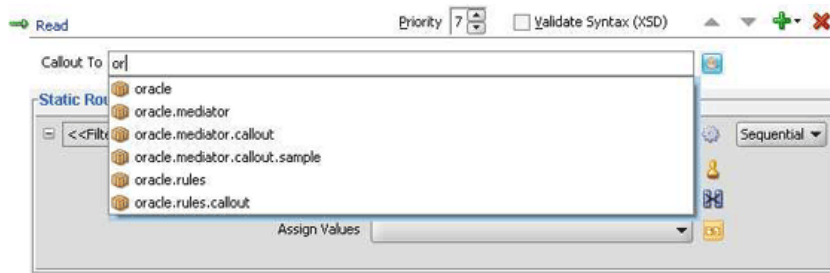 Read Priority 7 Validate Syntax (XSD)
Callout To or
oracle
Static Rou
oracle.mediator
oracle.mediator.callout
<<Filte Sequential
oracle.mediator.callout.sample
oracle.rules
oracle.rules.callout
Assign Values